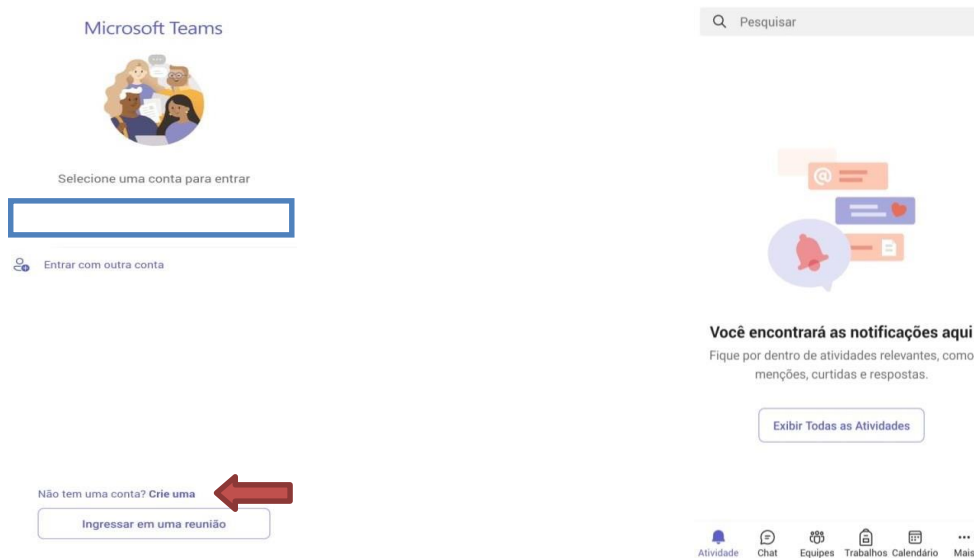 Microsoft Teams
Selecione uma conta para entrar
Entrar com outra conta
Não tem uma conta? Crie uma
Ingressar em uma reunião
Pesquisar
@
Você encontrará as notificações aqui
Fique por dentro de atividades relevantes, como
menções, curtidas e respostas.
Exibir Todas as Atividades
Atividade Chat Equipes Trabalhos Calendário Mais